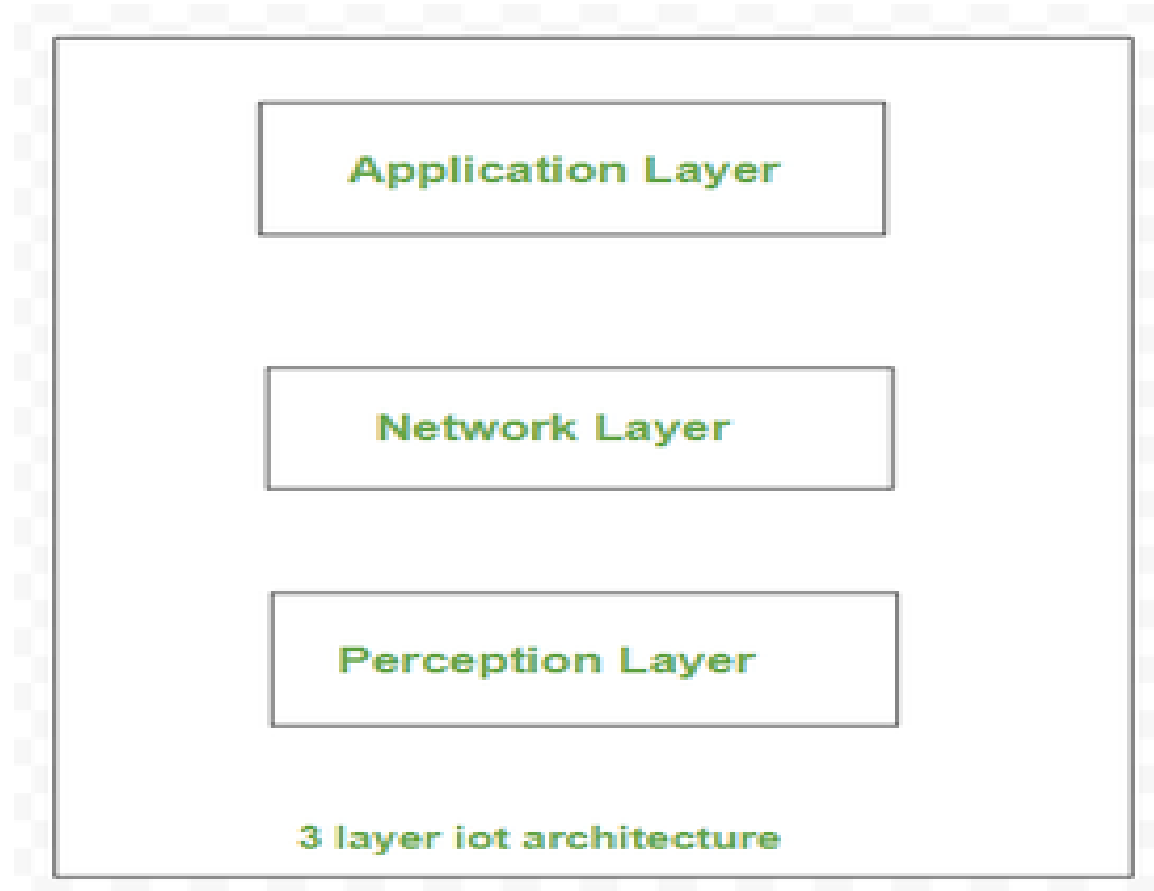 Application Layer
Network Layer
Perception Layer
3 layer iot architecture